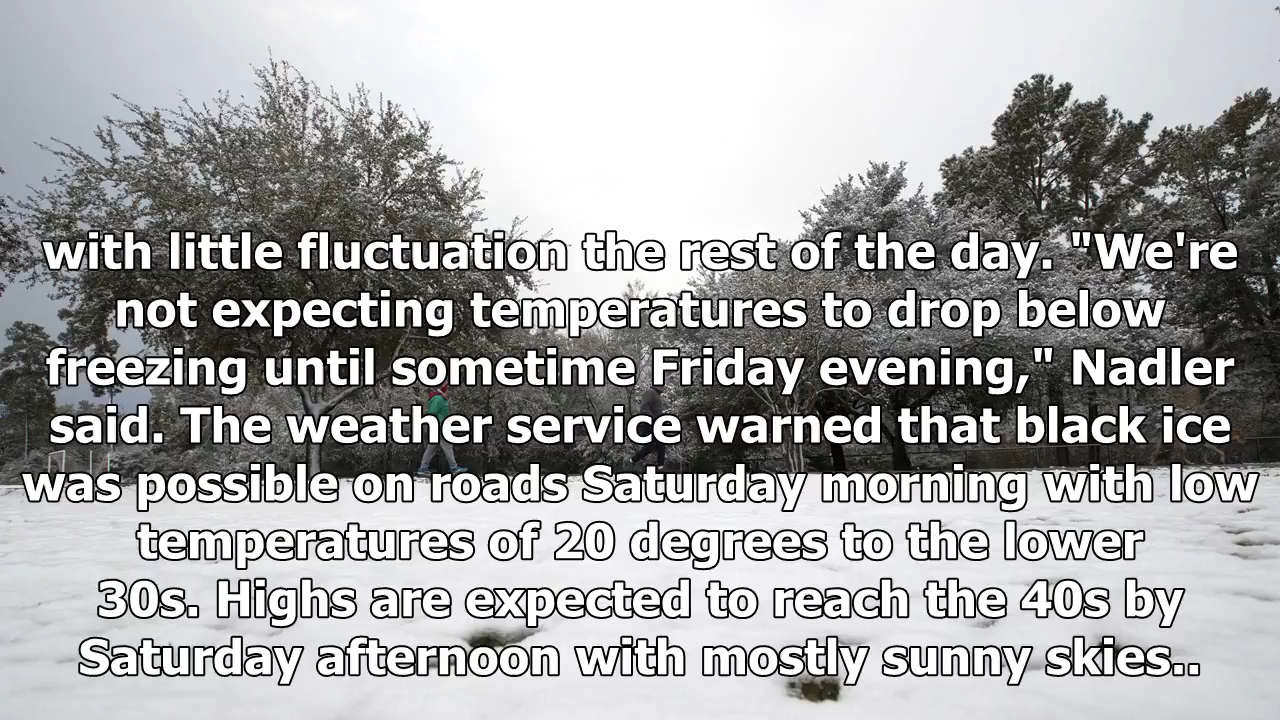 with little fluctuation the rest of the day. "We're
not expecting temperatures to drop below
freezing until sometime Friday evening," Nadler
said. The weather service warned that black ice
was possible on roads Saturday morning with low
temperatures of 20 degrees to the lower
30s. Highs are expected to reach the 40s by
Saturday afternoon with mostly sunny skies..